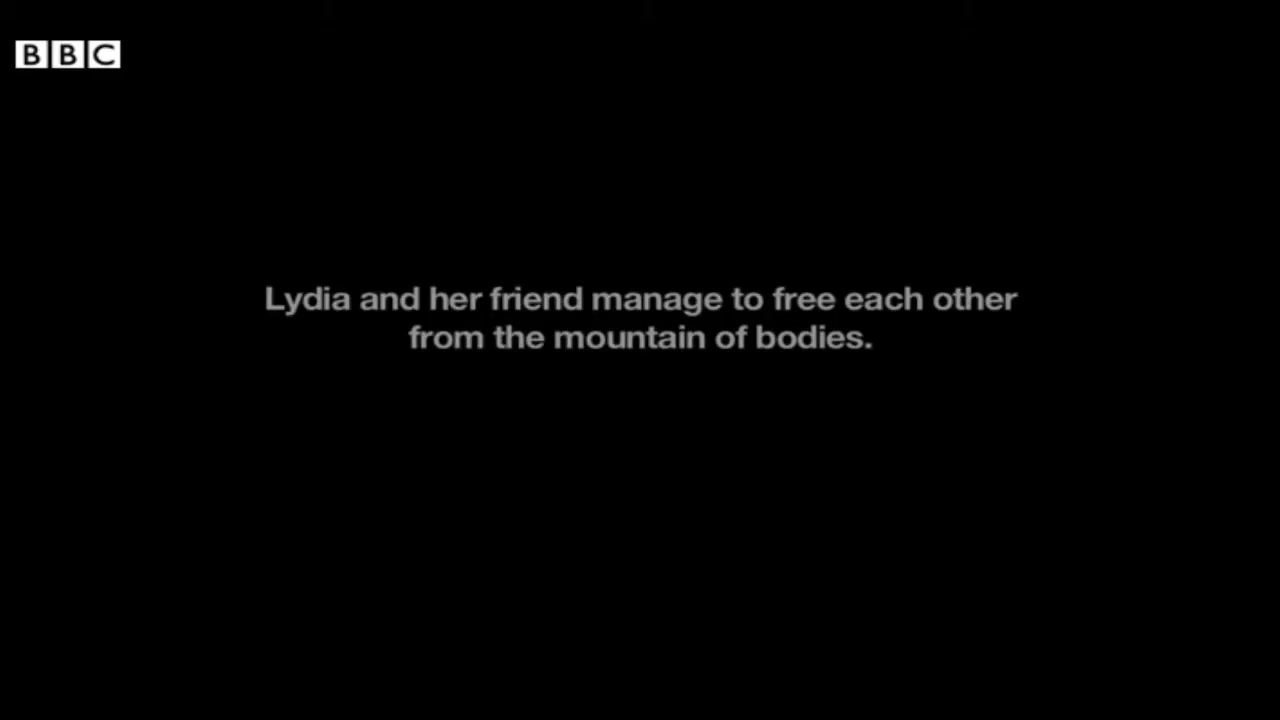 BBC
Lydia and her friend manage to free each other
from the mountain of bodies.